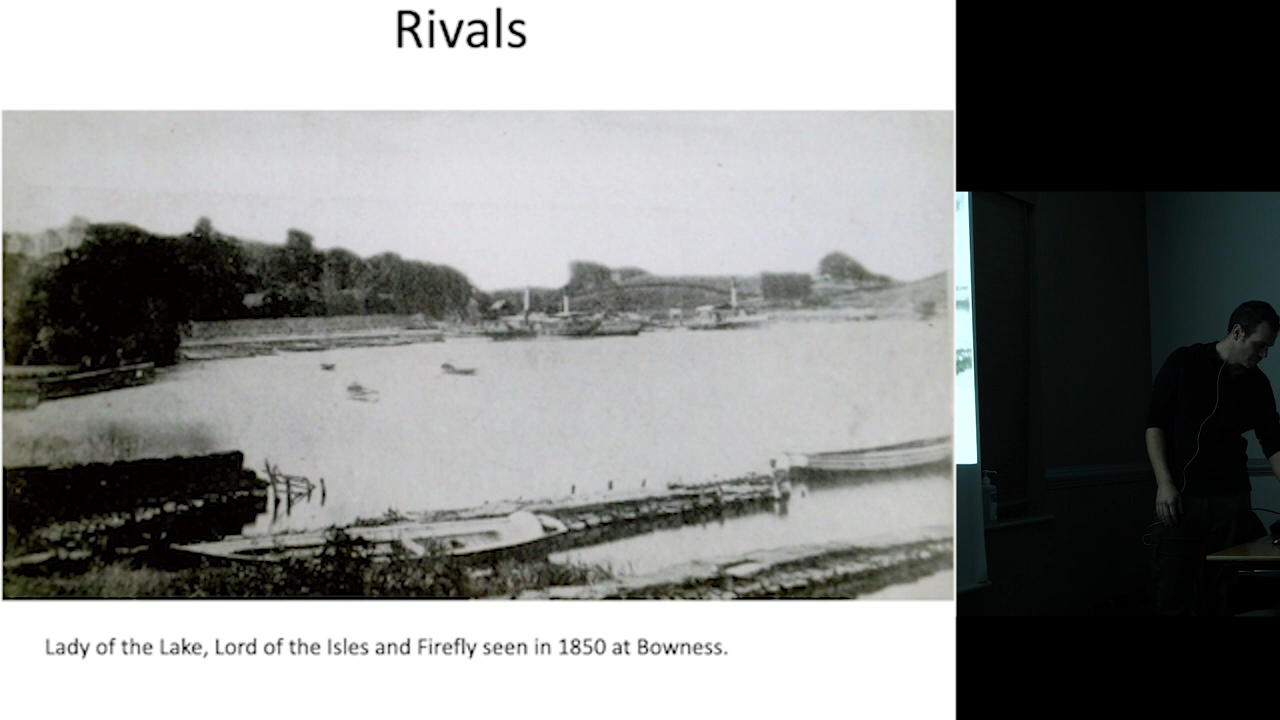 Rivals
Lady of the Lake, Lord of the Isles and Firefly seen in 1850 at Bowness.